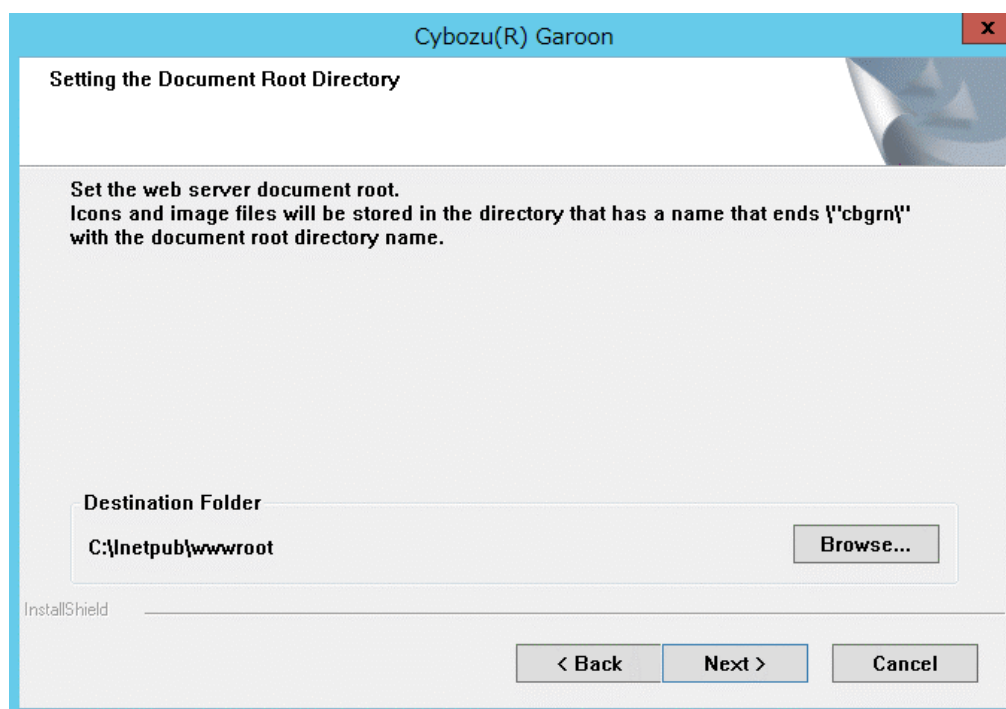 Cybozu(R) Garoon
x
Setting the Document Root Directory
Set the web server document root.
Icons and image files will be stored in the directory that has a name that ends \"cbgrn\"
with the document root directory name.
Destination Folder
C:\Inetpub\wwwroot
Browse...
InstallShield
< Back
Next >
Cancel